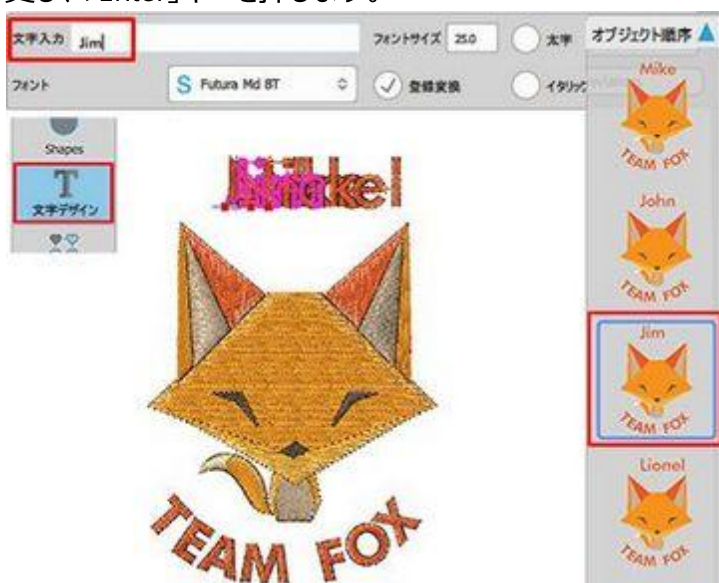 文字入力 Jim
フォントサイズ 25.0
太字
オブジェクト順序
フォント
S Futura Md BT
登録変換
イタリック
Shapes
T
文字デザイン
TEAM FOX
Mike
TEAM FOX
John
TEAM FOX
Jim
TEAM FOX
Lionel
TEAM FOX